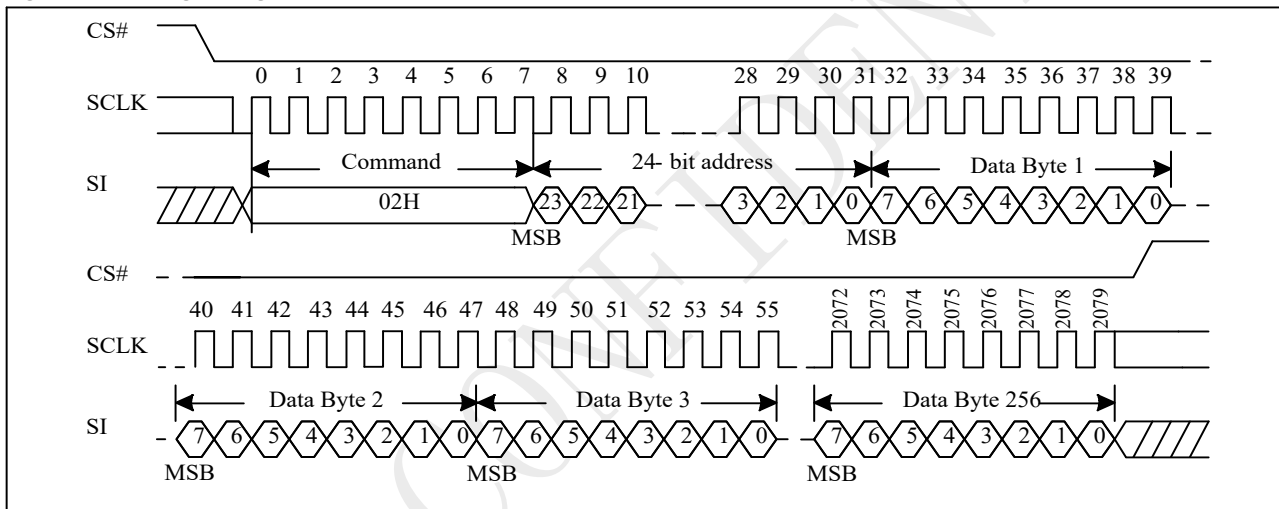 CS#
0 1 2 3 4 5 6 7 8 9 10 28 29 30 31 32 33 34 35 36 37 38 39
SCLK
Command 24- bit address Data Byte 1
SI
02H 23 22 21 3 2 1 0 7 6 5 4 3 2 1 0
MSB MSB
CS#
40 41 42 43 44 45 46 47 48 49 50 51 52 53 54 55 2072 2073 2074 2075 2076 2077 2078 2079
SCLK
Data Byte 2 Data Byte 3 Data Byte 256
SI
7 6 5 4 3 2 1 0 7 6 5 4 3 2 1 0 7 6 5 4 3 2 1 0
MSB MSB MSB
CONFIDEN